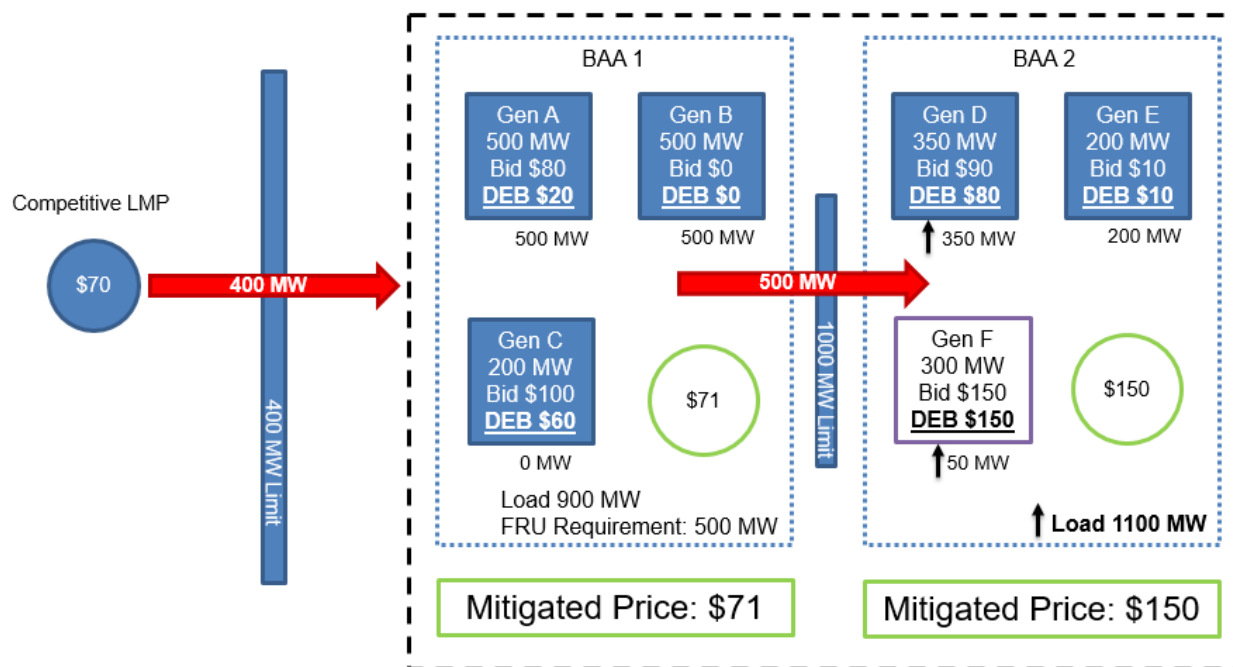 Competitive LMP
$70
400 MW
400 MW Limit
BAA 1
Gen A
500 MW
Bid $80
DEB $20
500 MW
Gen B
500 MW
Bid $0
DEB $0
500 MW
Gen C
200 MW
Bid $100
DEB $60
0 MW
$71
Load 900 MW
FRU Requirement: 500 MW
500 MW
1000 MW Limit
BAA 2
Gen D
350 MW
Bid $90
DEB $80
350 MW
Gen E
200 MW
Bid $10
DEB $10
200 MW
Gen F
300 MW
Bid $150
DEB $150
50 MW
$150
Load 1100 MW
Mitigated Price: $71
Mitigated Price: $150